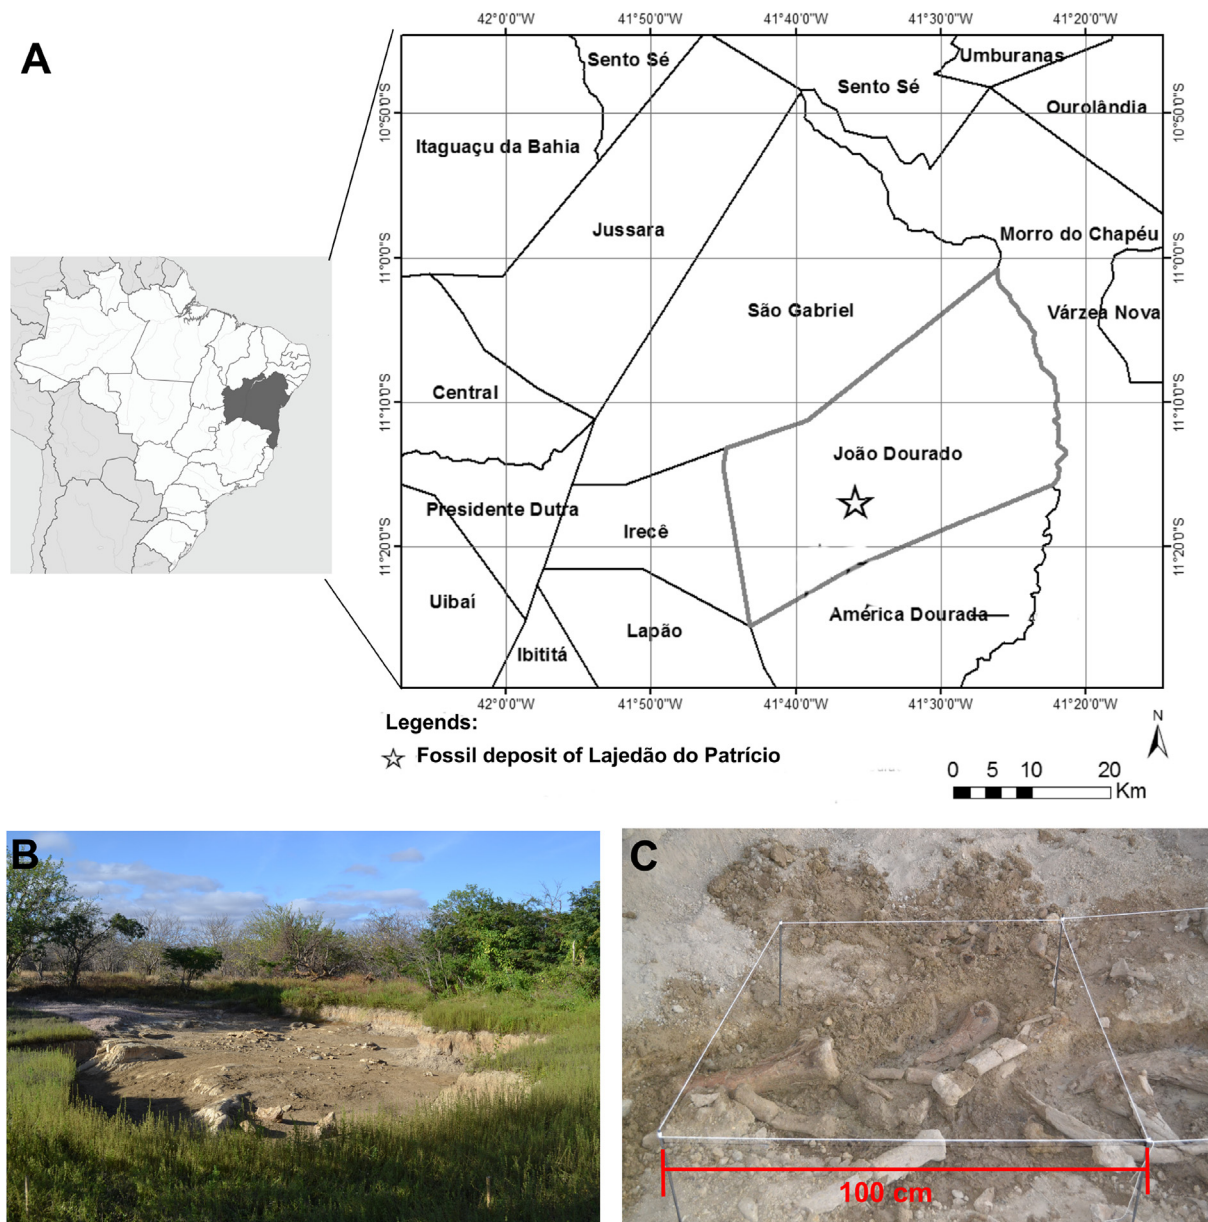 A
42°0'0"W 41°50'0"W 41°40'0"W 41°30'0"W 41°20'0"W
Sento Sé
Umburanas
Sento Sé
Ourolândia
10°50'0"S
10°50'0"S
Itaguaçu da Bahia
Jussara
Morro do Chapéu
11°0'0"S
11°0'0"S
São Gabriel
Várzea Nova
Central
11°10'0"S
11°10'0"S
João Dourado
Presidente Dutra
Irecê
11°20'0"S
11°20'0"S
Uibaí
América Dourada
Lapão
Ibititá
42°0'0"W 41°50'0"W 41°40'0"W 41°30'0"W 41°20'0"W
Legends:
Fossil deposit of Lajedão do Patrício
N
0 5 10 20
Km
B
C
100 cm